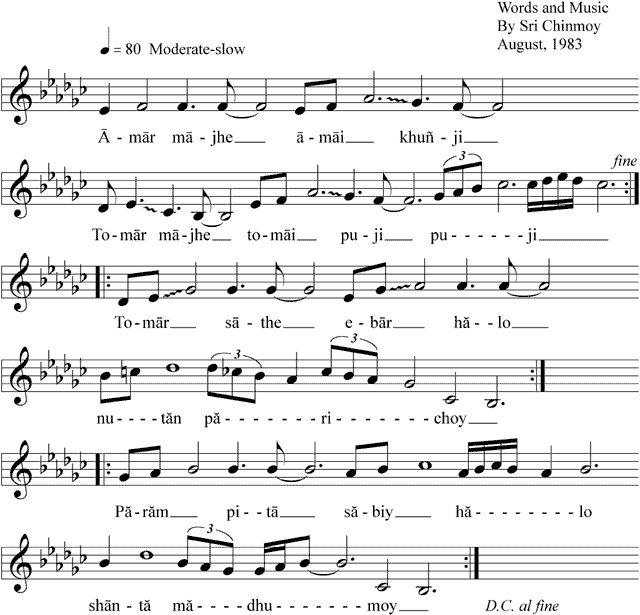 Words and Music
By Sri Chinmoy
August, 1983
♩ = 80 Moderate-slow
Ā-mār mā-jhe ā-māi khuñ-ji
fine
3
To-mār mā-jhe to-māi pu-ji pu------ji
To-mār sā-the e-bār hă-lo
3 3
nu----tăn pă------ri--------choy
Pă-răm pi-tā să-biy hă--------lo
3
shān-tă mă----dhu------moy D.C. al fine